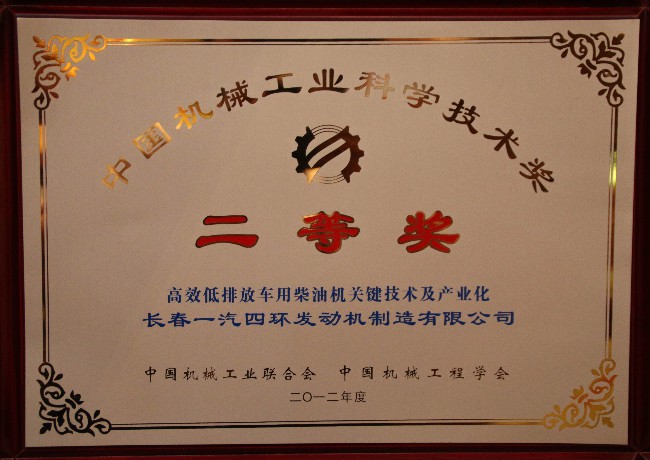 中国机械工业科学技术奖
二等奖
高效低排放车用柴油机关键技术及产业化
长春一汽四环发动机制造有限公司
中国机械工业联合会 中国机械工程学会
二〇一二年度